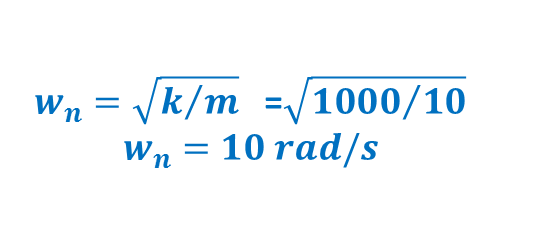 wₙ = √k/m =√1000/10
wₙ = 10 rad/s